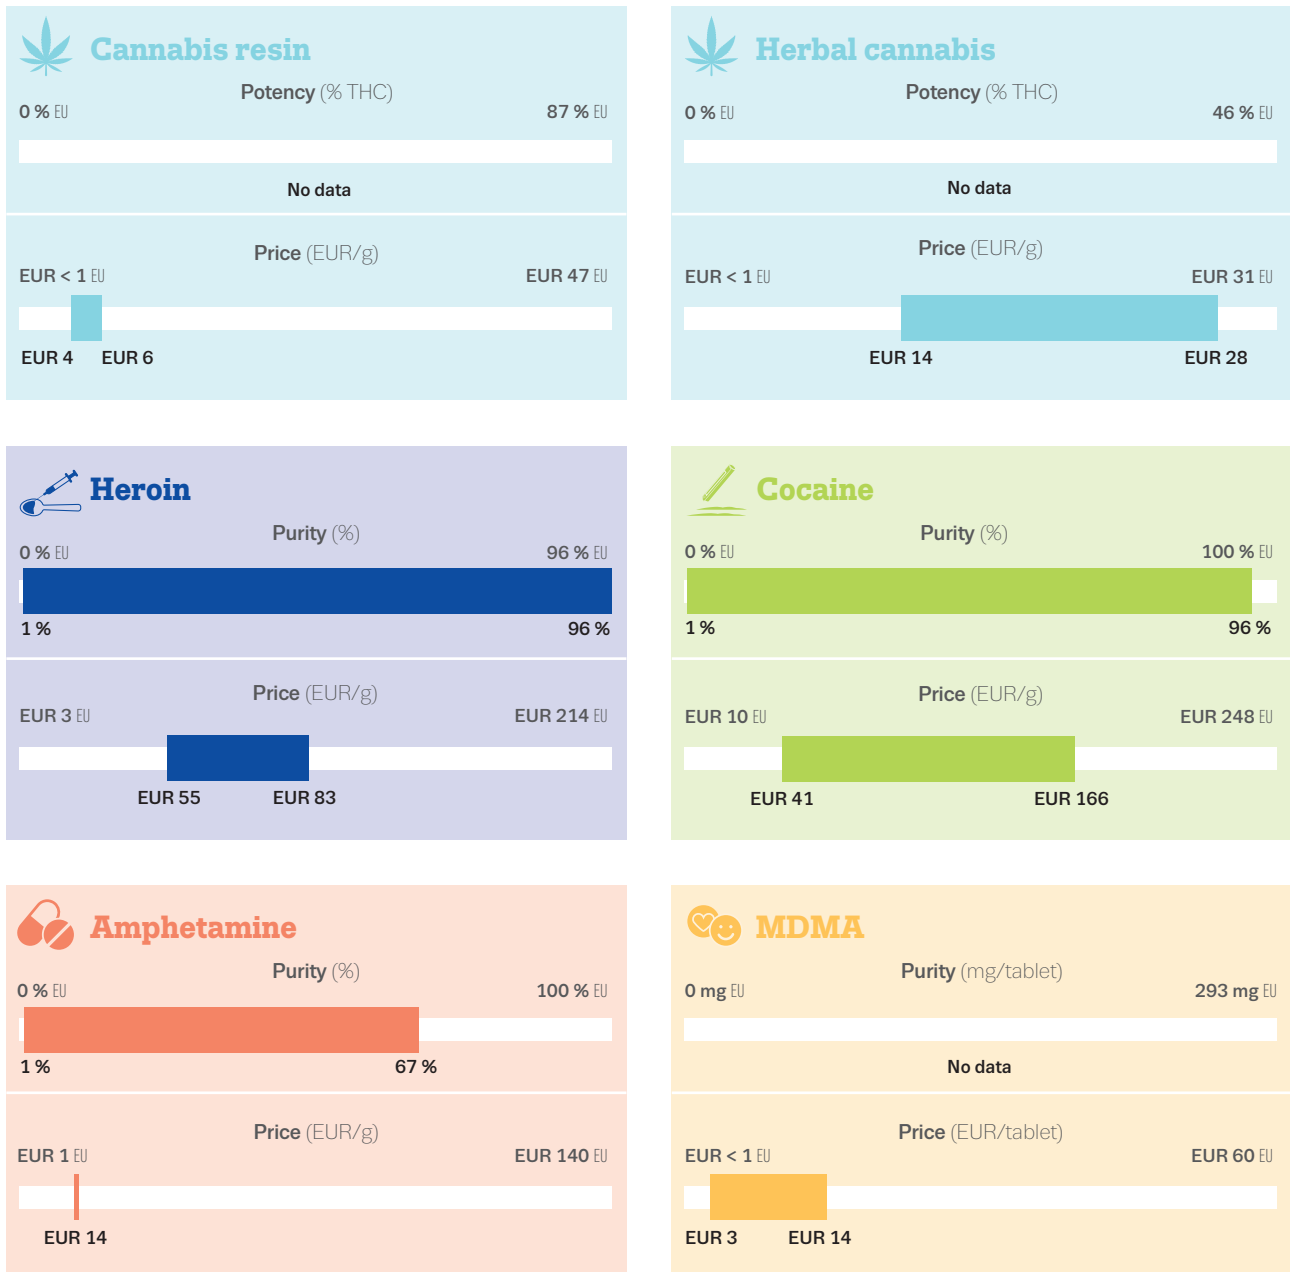 Cannabis resin
Potency (% THC)
0 % EU 87 % EU
No data
Price (EUR/g)
EUR < 1 EU EUR 47 EU
EUR 4 EUR 6
Herbal cannabis
Potency (% THC)
0 % EU 46 % EU
No data
Price (EUR/g)
EUR < 1 EU EUR 31 EU
EUR 14 EUR 28
Heroin
Purity (%)
0 % EU 96 % EU
1 % 96 %
Price (EUR/g)
EUR 3 EU EUR 214 EU
EUR 55 EUR 83
Cocaine
Purity (%)
0 % EU 100 % EU
1 % 96 %
Price (EUR/g)
EUR 10 EU EUR 248 EU
EUR 41 EUR 166
Amphetamine
Purity (%)
0 % EU 100 % EU
1 % 67 %
Price (EUR/g)
EUR 1 EU EUR 140 EU
EUR 14
MDMA
Purity (mg/tablet)
0 mg EU 293 mg EU
No data
Price (EUR/tablet)
EUR < 1 EU EUR 60 EU
EUR 3 EUR 14